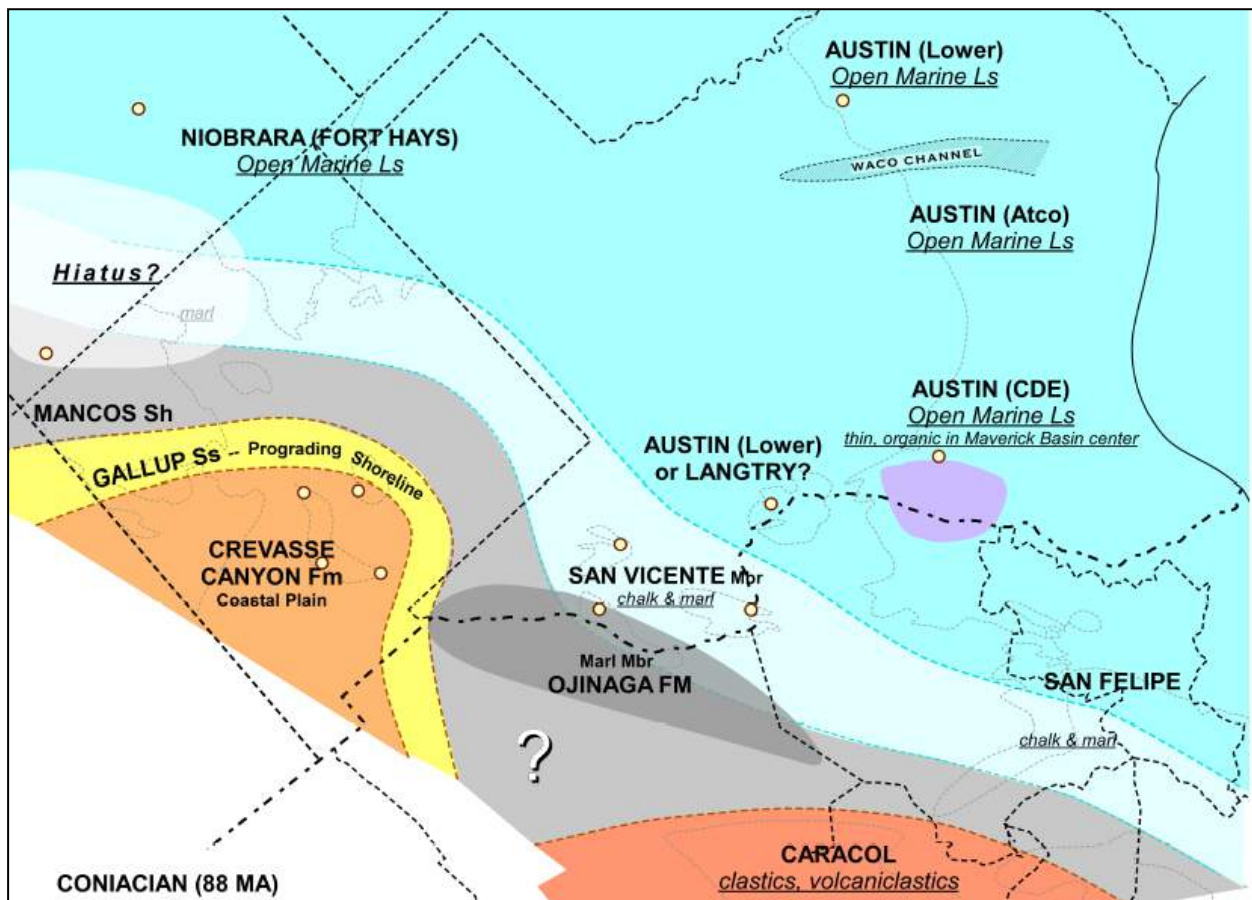 AUSTIN (Lower)
Open Marine Ls
NIOBRARA (FORT HAYS)
Open Marine Ls
WACO CHANNEL
AUSTIN (Atco)
Open Marine Ls
Hiatus?
marl
MANCOS Sh
AUSTIN (CDE)
Open Marine Ls
thin, organic in Maverick Basin center
AUSTIN (Lower)
or LANGTRY?
GALLUP Ss -- Prograding Shoreline
CREVASSE
CANYON Fm
Coastal Plain
SAN VICENTE Mbr
chalk & marl
Marl Mbr
OJINAGA FM
SAN FELIPE
chalk & marl
?
CARACOL
clastics, volcaniclastics
CONIACIAN (88 MA)